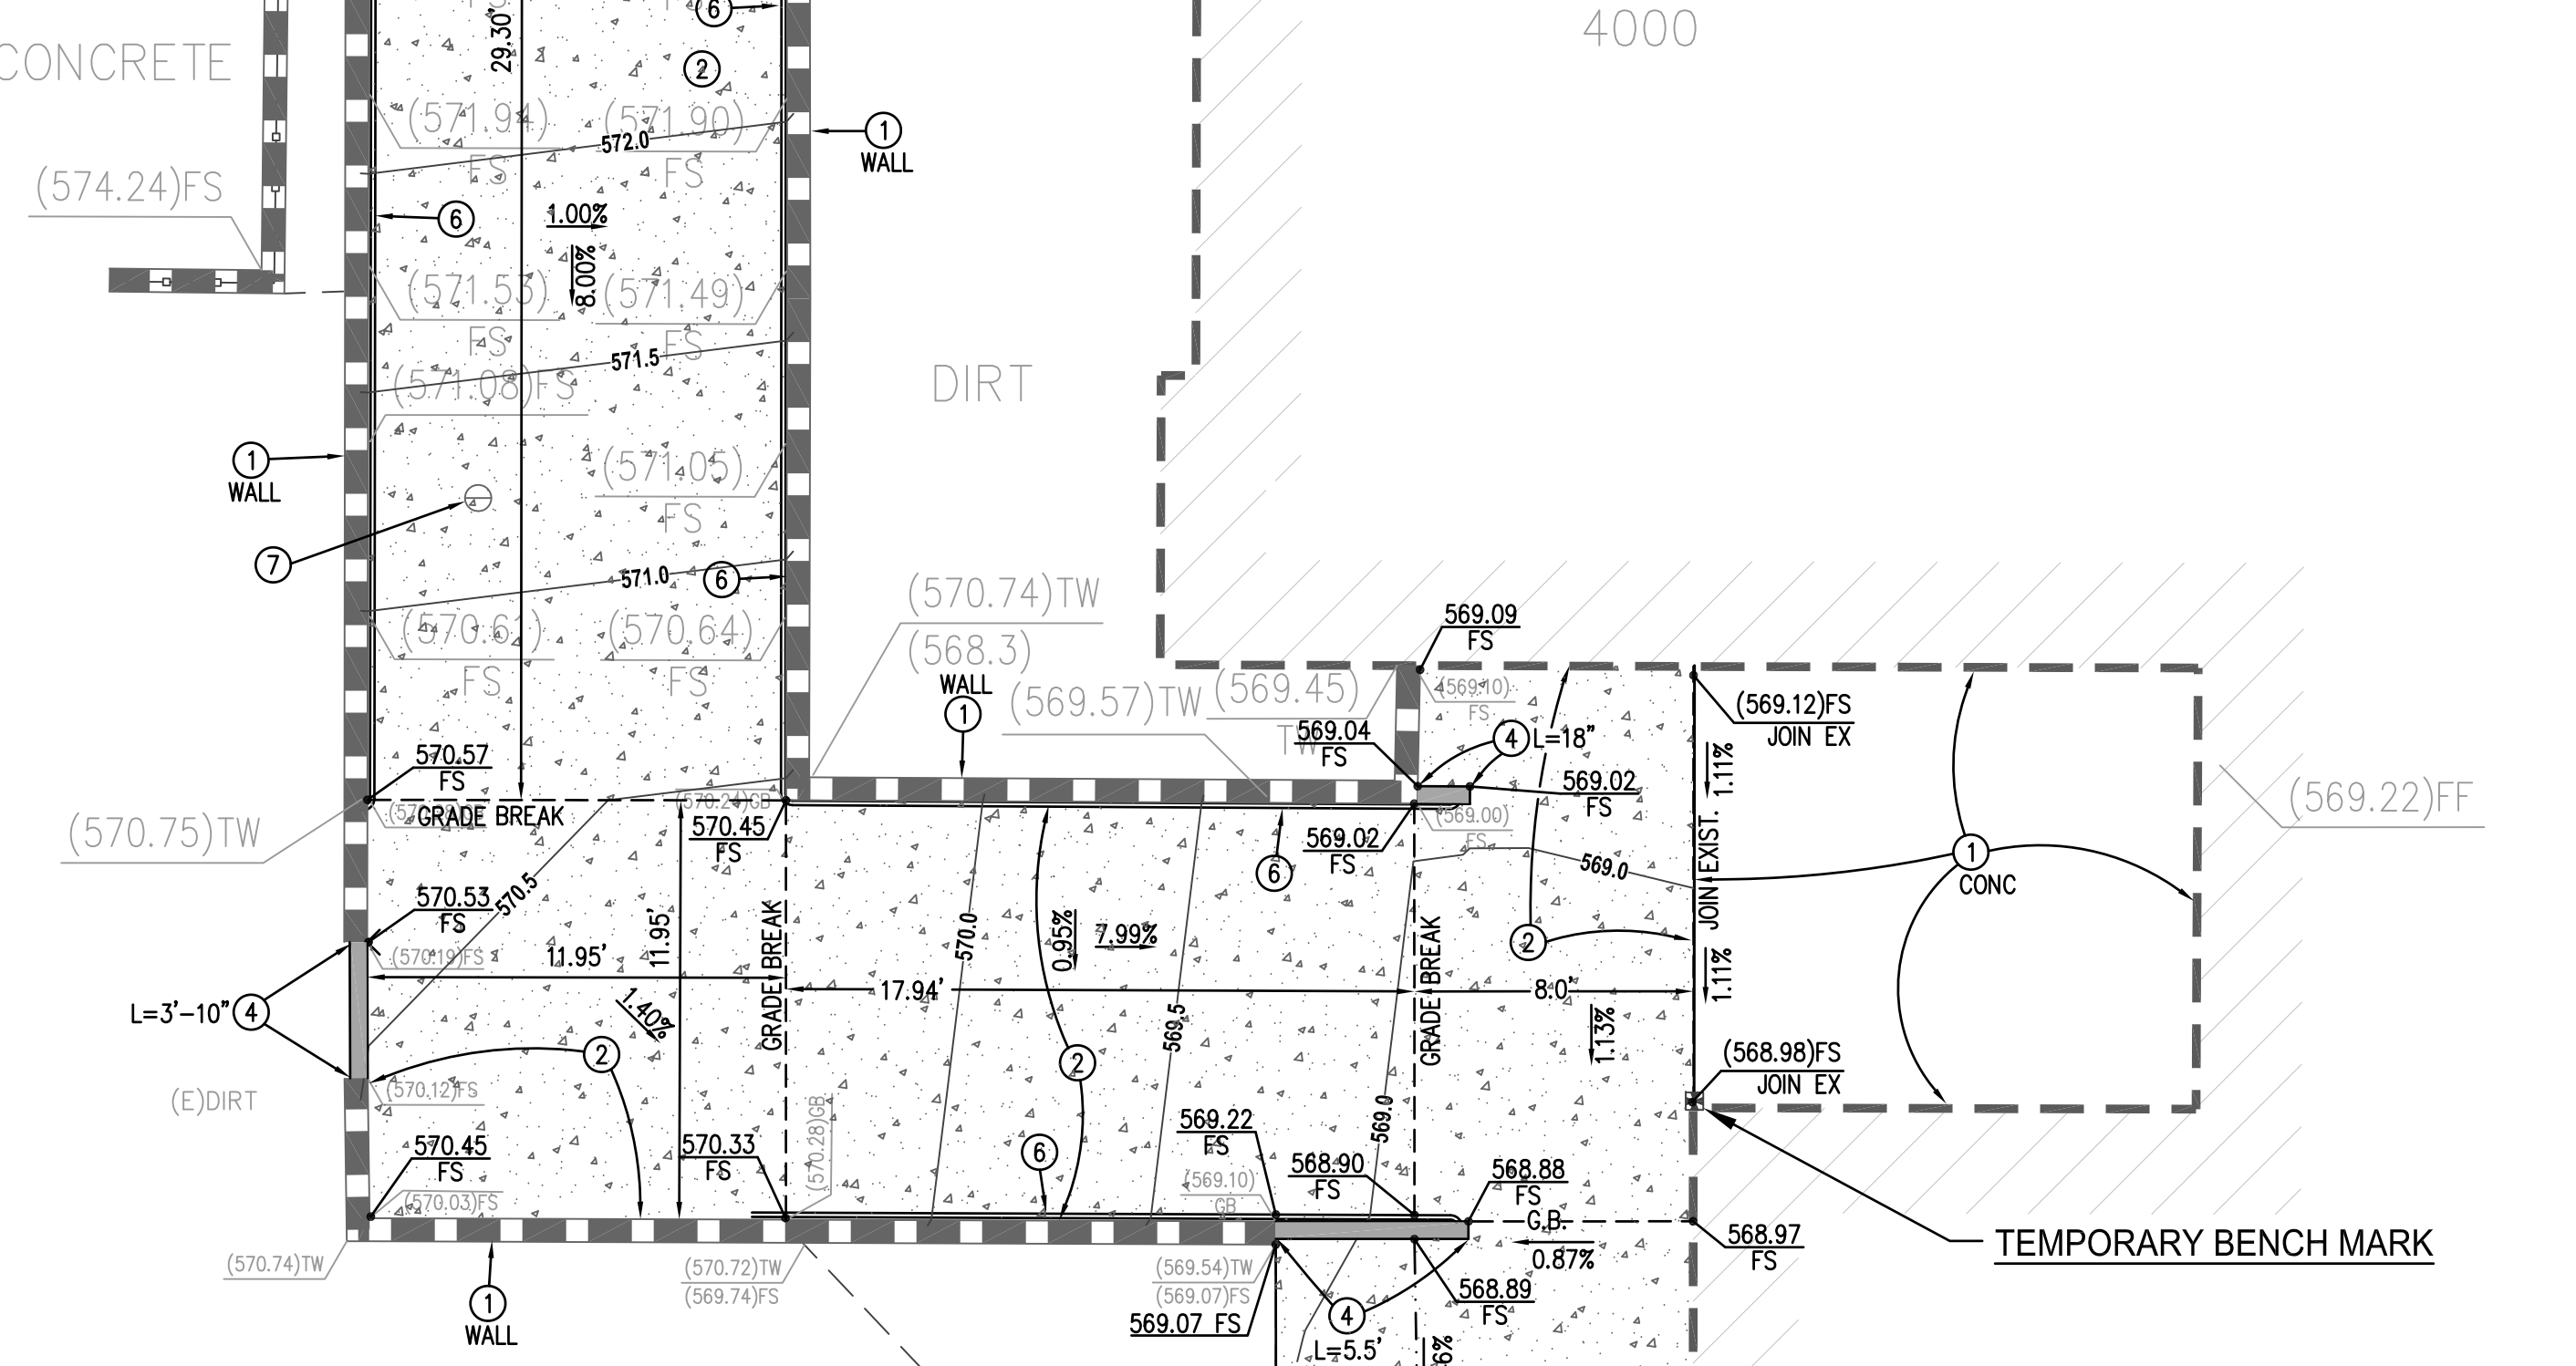 4000
CONCRETE
FS
FS
29.30'
6
2
(571.94)
FS
(571.90)
FS
572.0
1
WALL
(574.24)FS
6
1.00%
8.00%
(571.53)
FS
(571.49)
FS
571.5
DIRT
(571.08)FS
1
WALL
(571.05)
FS
7
571.0
6
(570.61)
FS
(570.64)
FS
(570.74)TW
(568.3)
WALL
1
(569.57)TW
(569.45)
TW
569.09
FS
(569.10)
FS
569.04
FS
4 L=18"
569.02
FS
(569.12)FS
JOIN EX
1.11%
(569.22)FF
570.57
FS
GRADE BREAK
(570.24)GB
570.45
FS
(570.75)TW
6
569.02
FS
(569.00)
FS
569.0
JOIN EXIST.
1
CONC
570.53
FS
570.5
(570.19)FS
11.95'
11.95'
GRADE BREAK
570.0
0.95%
7.99%
GRADE BREAK
2
1.11%
L=3'-10" 4
1.40%
17.94'
8.0'
569.5
1.13%
2
2
(568.98)FS
JOIN EX
(E)DIRT
(570.12)FS
570.45
FS
(570.03)FS
570.33
FS
(570.28)GB
6
569.22
FS
(569.10)
GB
568.90
FS
569.0
568.88
FS
G.B.
0.87%
568.97
FS
TEMPORARY BENCH MARK
(570.74)TW
1
WALL
(570.72)TW
(569.74)FS
(569.54)TW
(569.07)FS
569.07 FS
4
L=5.5'
568.89
FS